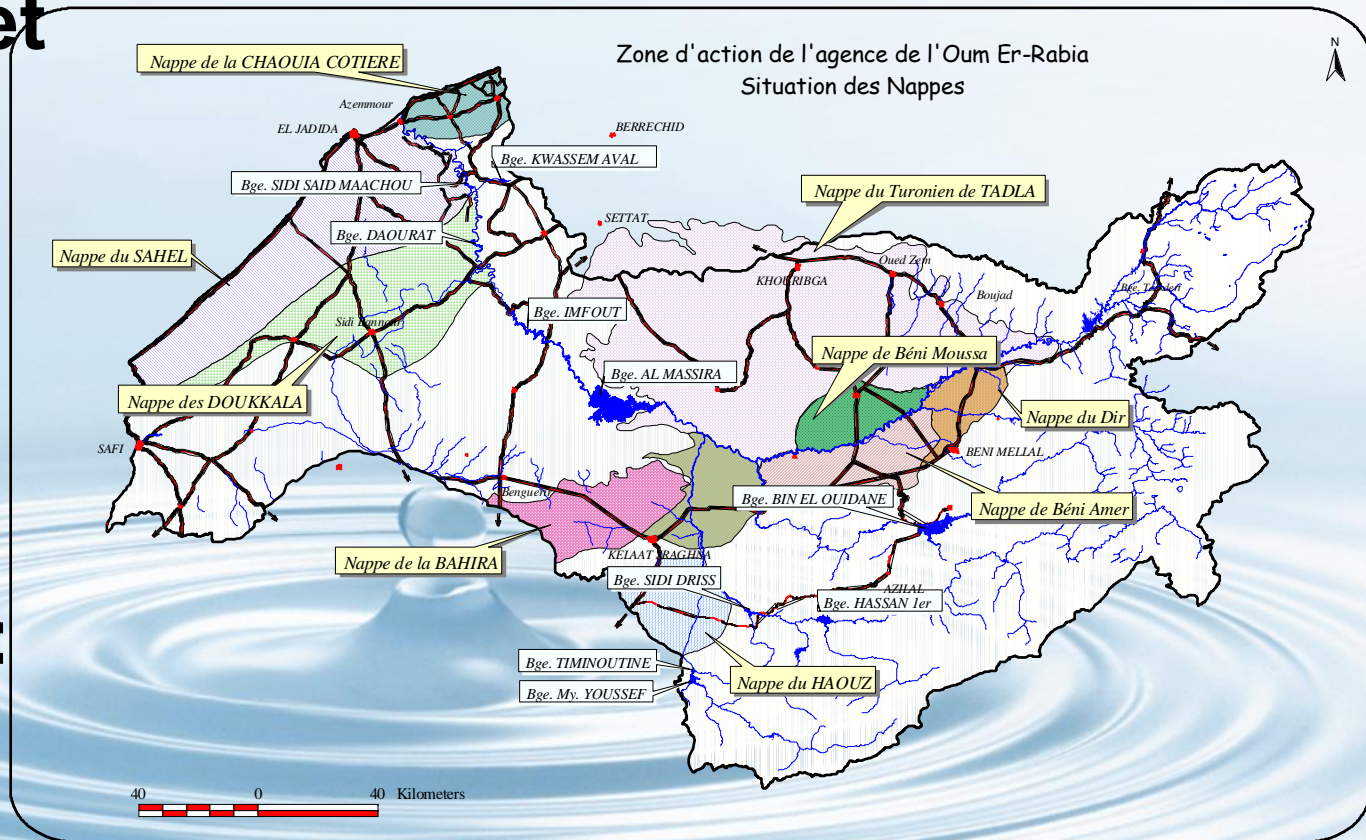 et
Zone d'action de l'agence de l'Oum Er-Rabia
Situation des Nappes
N
Nappe de la CHAOUIA COTIERE
Azemmour
EL JADIDA
BERRECHID
Bge. KWASSEM AVAL
Bge. SIDI SAID MAACHOU
Nappe du Turonien de TADLA
SETTAT
Bge. DAOURAT
Nappe du SAHEL
Oued Zem
KHOURIBGA
Boujad
Bge. IMFOUT
Sidi Bannour
Nappe de Béni Moussa
Bge. AL MASSIRA
Nappe des DOUKKALA
Nappe du Dir
SAFI
BENI MELLAL
Benguerir
Bge. BIN EL OUIDANE
Nappe de Béni Amer
Nappe de la BAHIRA
KELAAT SRAGHNA
Bge. SIDI DRISS
AZILAL
Bge. HASSAN 1er
Bge. TIMINOUTINE
Nappe du HAOUZ
Bge. My. YOUSSEF
40 0 40 Kilometers